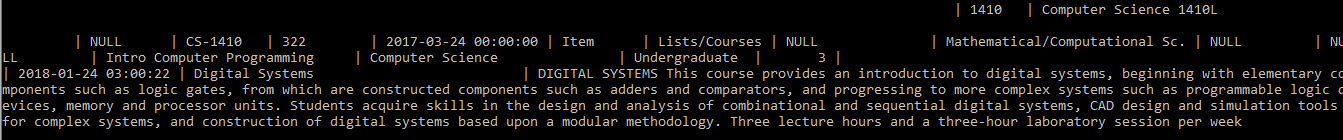 | 1410 | Computer Science 1410L
| NULL | CS-1410 | 322 | 2017-03-24 00:00:00 | Item | Lists/Courses | NULL | Mathematical/Computational Sc. | NULL | NU
LL | Intro Computer Programming | Computer Science | Undergraduate | 3 |
| 2018-01-24 03:00:22 | Digital Systems | DIGITAL SYSTEMS This course provides an introduction to digital systems, beginning with elementary co
mponents such as logic gates, from which are constructed components such as adders and comparators, and progressing to more complex systems such as programmable logic d
evices, memory and processor units. Students acquire skills in the design and analysis of combinational and sequential digital systems, CAD design and simulation tools
for complex systems, and construction of digital systems based upon a modular methodology. Three lecture hours and a three-hour laboratory session per week